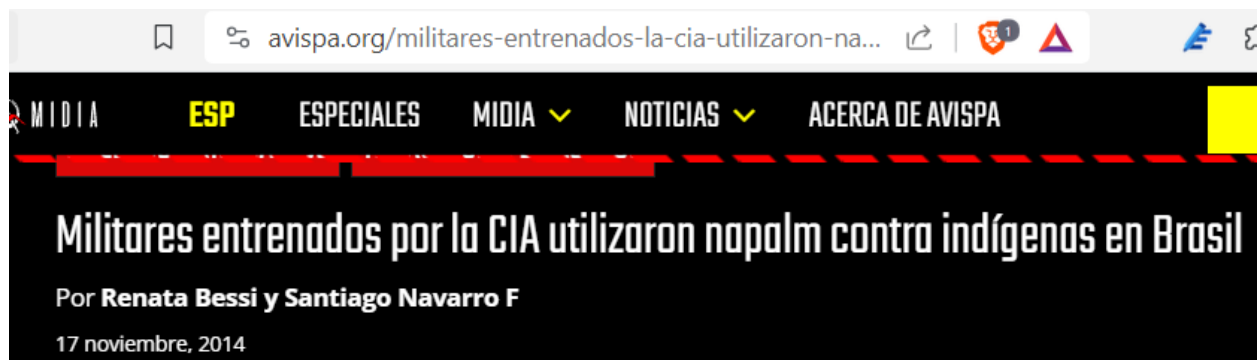 avispa.org/militares-entrenados-la-cia-utilizaron-na...
1
MIDIA ESP ESPECIALES MIDIA NOTICIAS ACERCA DE AVISPA
Militares entrenados por la CIA utilizaron napalm contra indígenas en Brasil
Por Renata Bessi y Santiago Navarro F
17 noviembre, 2014